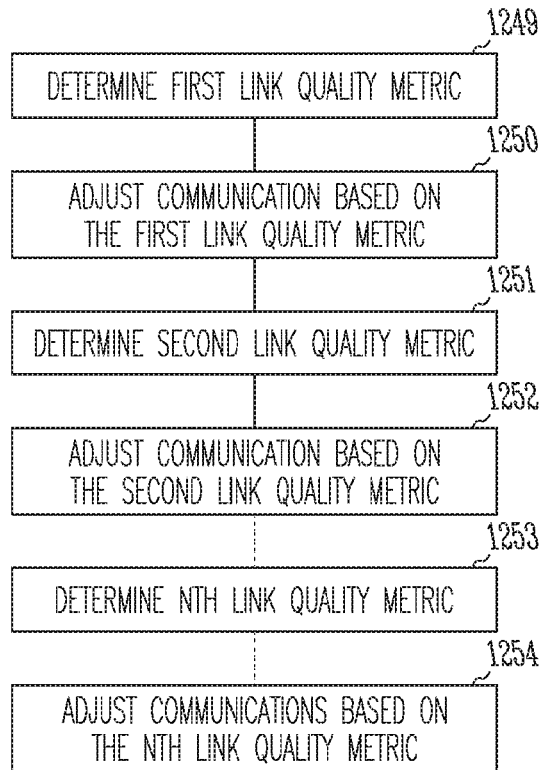 1249
DETERMINE FIRST LINK QUALITY METRIC
1250
ADJUST COMMUNICATION BASED ON
THE FIRST LINK QUALITY METRIC
1251
DETERMINE SECOND LINK QUALITY METRIC
1252
ADJUST COMMUNICATION BASED ON
THE SECOND LINK QUALITY METRIC
1253
DETERMINE NTH LINK QUALITY METRIC
1254
ADJUST COMMUNICATIONS BASED ON
THE NTH LINK QUALITY METRIC